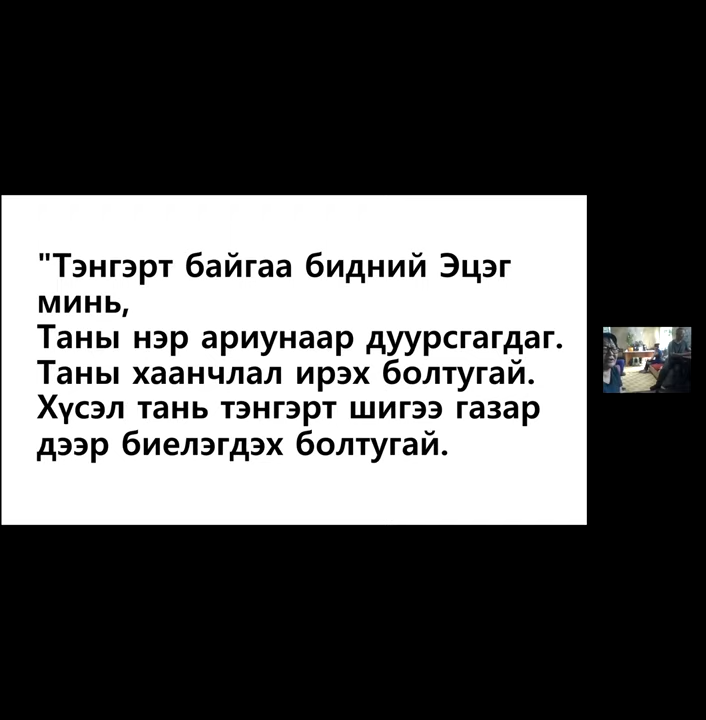 "Тэнгэрт байгаа бидний Эцэг
минь,
Таны нэр ариунаар дуурсгагдаг.
Таны хаанчлал ирэх болтугай.
Хүсэл тань тэнгэрт шигээ газар
дээр биелэгдэх болтугай.